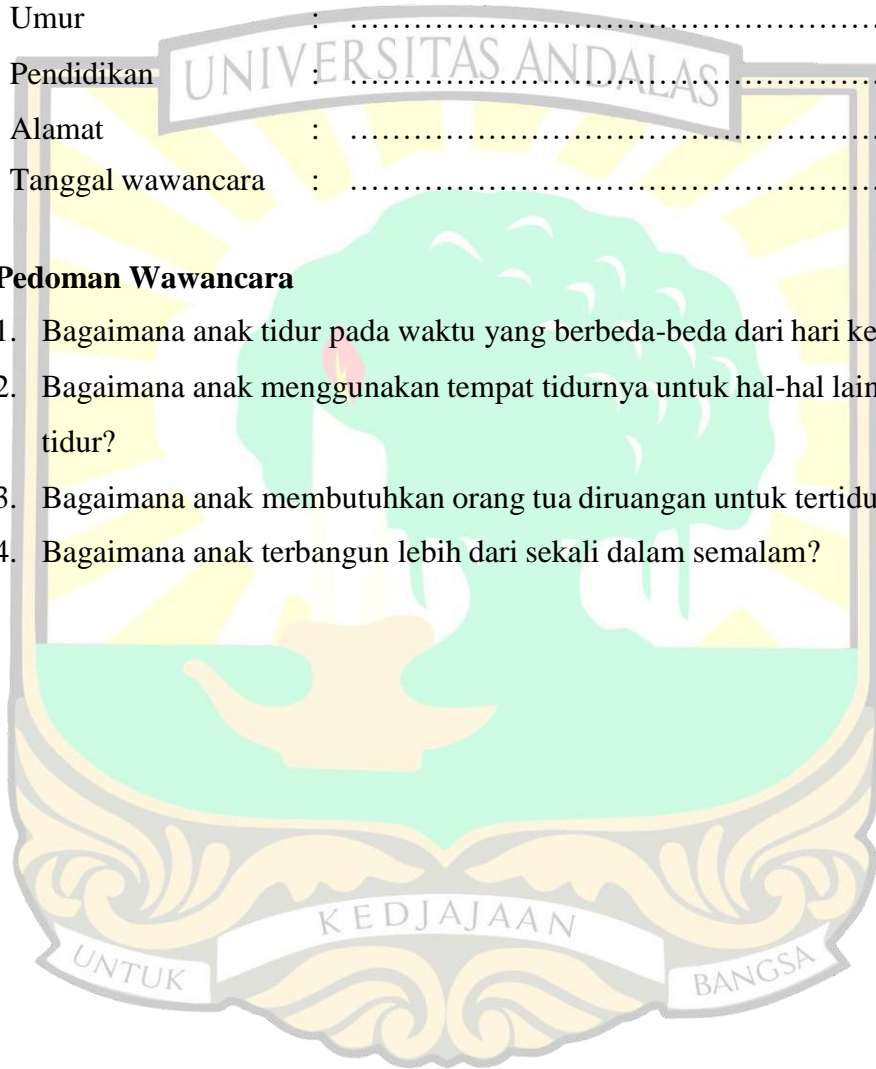 Umur : ……………………………………………
UNIVERSITAS ANDALAS
Pendidikan : ……………………………………………
Alamat : ……………………………………………
Tanggal wawancara : ……………………………………………
Pedoman Wawancara
1. Bagaimana anak tidur pada waktu yang berbeda-beda dari hari ke
2. Bagaimana anak menggunakan tempat tidurnya untuk hal-hal lain
tidur?
3. Bagaimana anak membutuhkan orang tua diruangan untuk tertidu
4. Bagaimana anak terbangun lebih dari sekali dalam semalam?
UNTUK KEDJAJAAN BANGSA